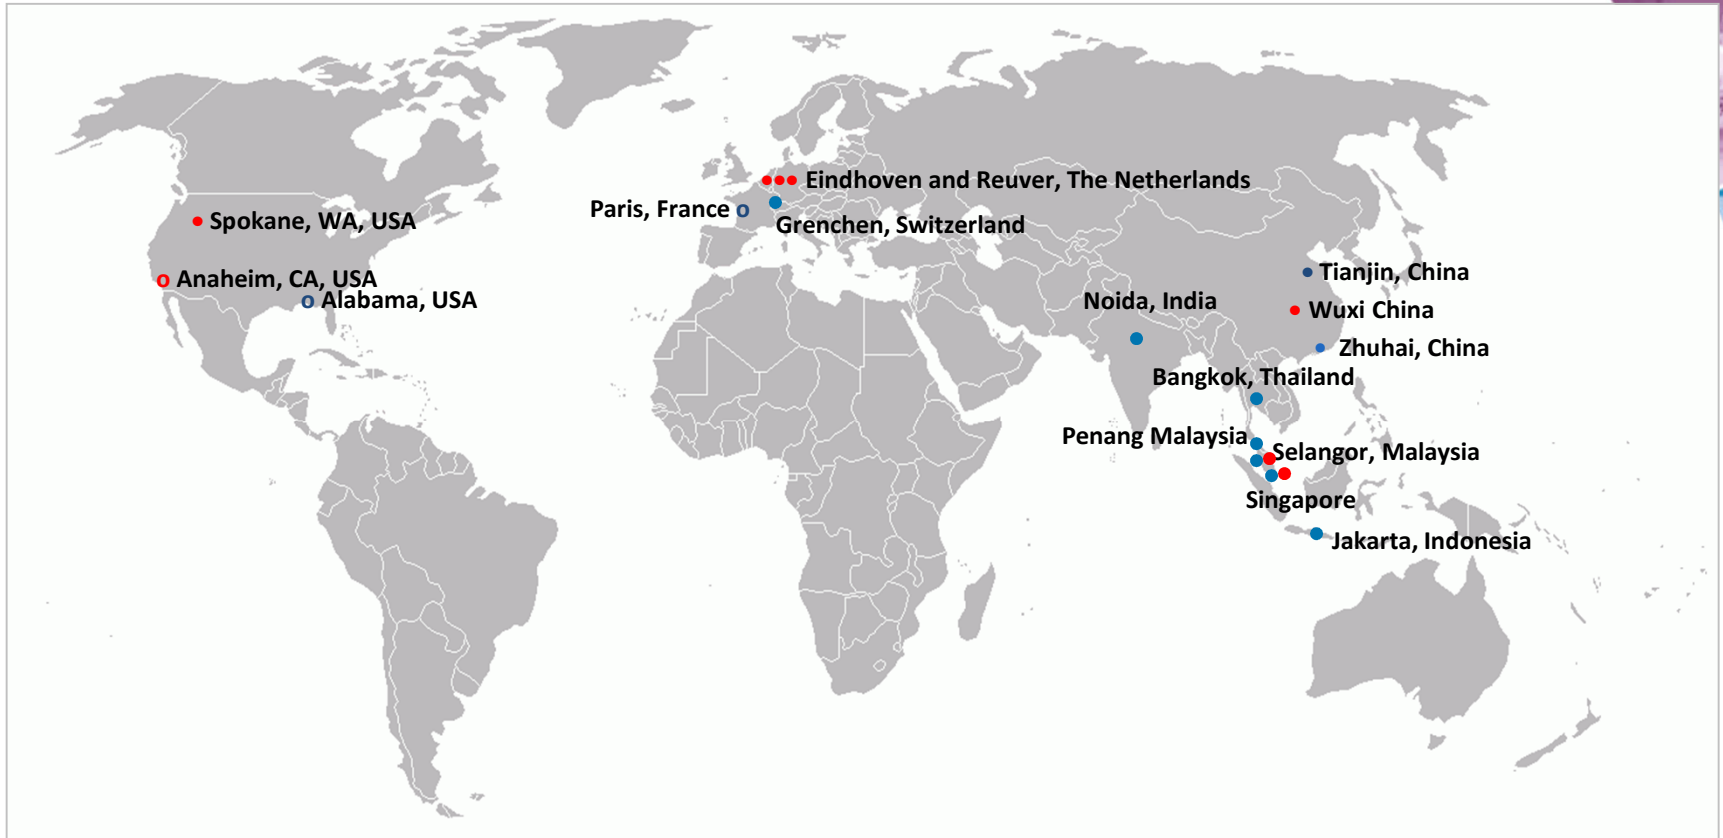 Eindhoven and Reuver, The Netherlands
Paris, France
Grenchen, Switzerland
Spokane, WA, USA
Anaheim, CA, USA
Alabama, USA
Tianjin, China
Noida, India
Wuxi China
Zhuhai, China
Bangkok, Thailand
Penang Malaysia
Selangor, Malaysia
Singapore
Jakarta, Indonesia